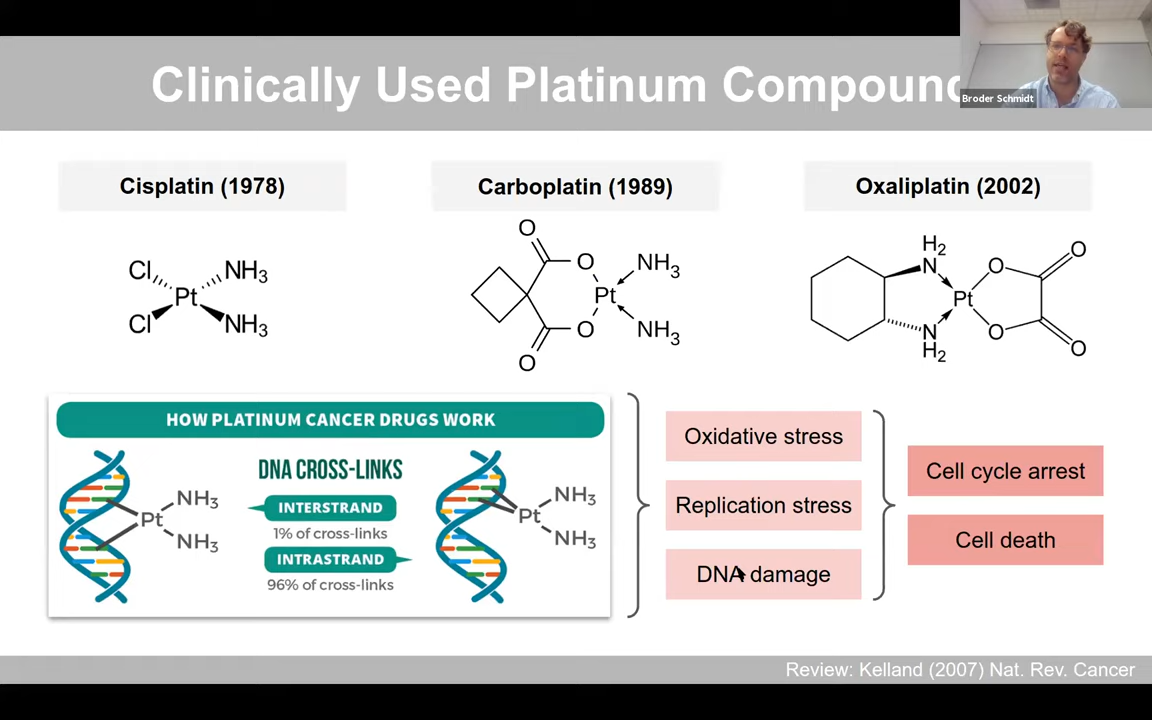 Clinically Used Platinum Compound
Broder Schmidt
Cisplatin (1978)
Carboplatin (1989)
Oxaliplatin (2002)
Cl
NH3
Pt
Cl
NH3
O
O
NH3
Pt
O
NH3
O
H2
N
O
O
Pt
N
H2
O
O
HOW PLATINUM CANCER DRUGS WORK
DNA CROSS-LINKS
INTERSTRAND
1% of cross-links
INTRASTRAND
96% of cross-links
NH3
Pt
NH3
NH3
Pt
NH3
Oxidative stress
Replication stress
DNA damage
Cell cycle arrest
Cell death
Review: Kelland (2007) Nat. Rev. Cancer